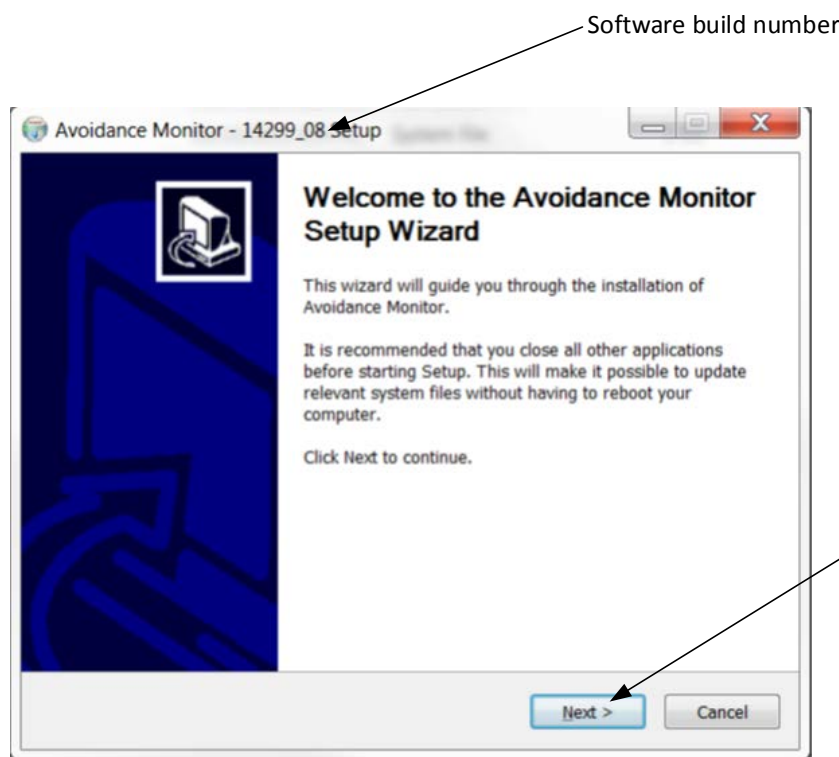 Software build number
Avoidance Monitor - 14299_08 Setup
Welcome to the Avoidance Monitor
Setup Wizard
This wizard will guide you through the installation of
Avoidance Monitor.
It is recommended that you close all other applications
before starting Setup. This will make it possible to update
relevant system files without having to reboot your
computer.
Click Next to continue.
Next >
Cancel